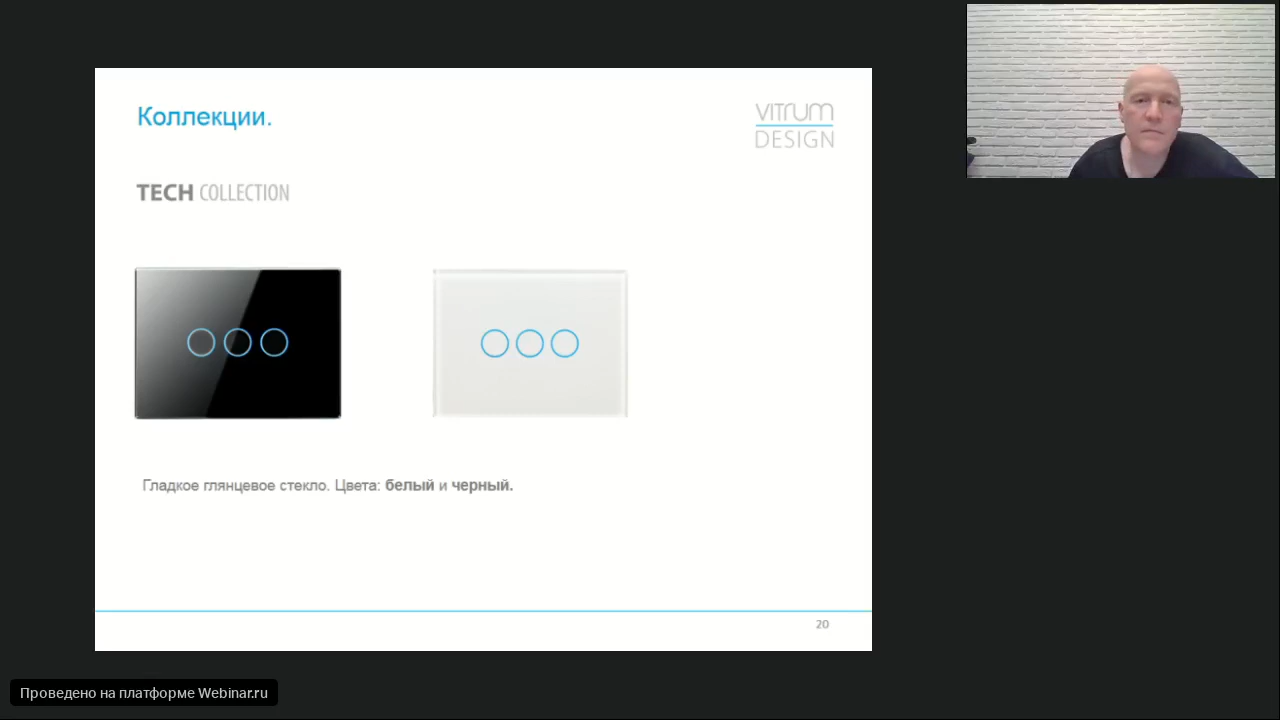 Коллекции.
VITRUM
DESIGN
TECH COLLECTION
Гладкое глянцевое стекло. Цвета: белый и черный.
20
Проведено на платформе Webinar.ru